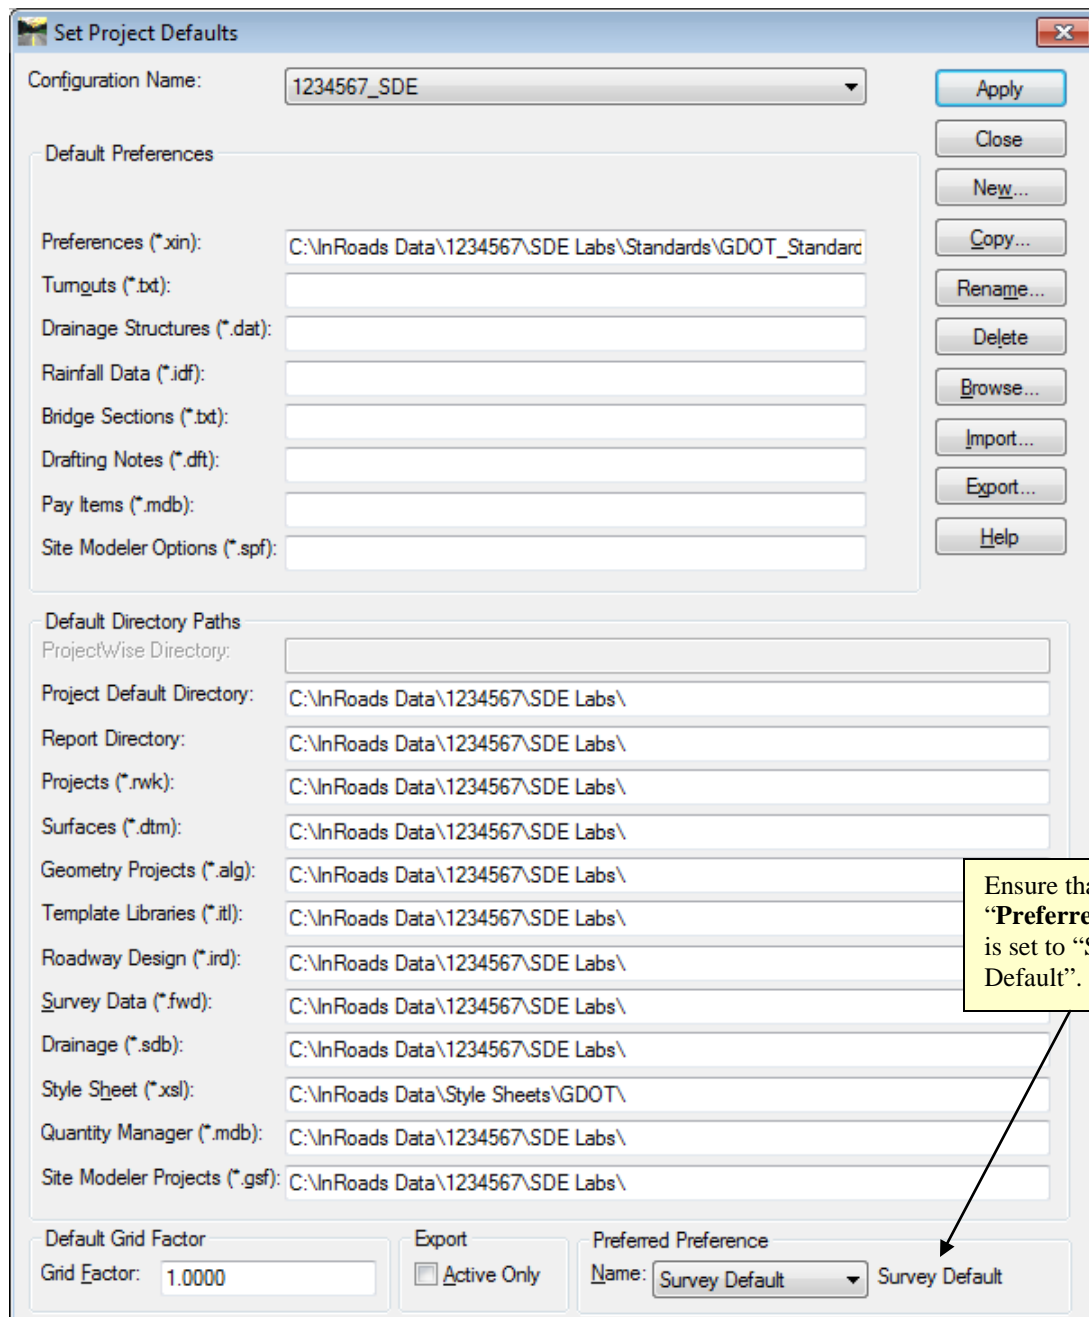 Set Project Defaults
Configuration Name: 1234567_SDE
Apply
Close
New...
Copy...
Rename...
Delete
Browse...
Import...
Export...
Help
Default Preferences
Preferences (*.xin): C:\InRoads Data\1234567\SDE Labs\Standards\GDOT_Standard
Turnouts (*.txt):
Drainage Structures (*.dat):
Rainfall Data (*.idf):
Bridge Sections (*.txt):
Drafting Notes (*.dft):
Pay Items (*.mdb):
Site Modeler Options (*.spf):
Default Directory Paths
ProjectWise Directory:
Project Default Directory: C:\InRoads Data\1234567\SDE Labs\
Report Directory: C:\InRoads Data\1234567\SDE Labs\
Projects (*.rwk): C:\InRoads Data\1234567\SDE Labs\
Surfaces (*.dtm): C:\InRoads Data\1234567\SDE Labs\
Geometry Projects (*.alg): C:\InRoads Data\1234567\SDE Labs\
Template Libraries (*.itl): C:\InRoads Data\1234567\SDE Labs\
Roadway Design (*.ird): C:\InRoads Data\1234567\SDE Labs\
Survey Data (*.fwd): C:\InRoads Data\1234567\SDE Labs\
Drainage (*.sdb): C:\InRoads Data\1234567\SDE Labs\
Style Sheet (*.xsl): C:\InRoads Data\Style Sheets\GDOT\
Quantity Manager (*.mdb): C:\InRoads Data\1234567\SDE Labs\
Site Modeler Projects (*.gsf): C:\InRoads Data\1234567\SDE Labs\
Ensure
“
is set to “
Default”.
Default Grid Factor
Grid Factor: 1.0000
Export
Active Only
Preferred Preference
Name: Survey Default Survey Default